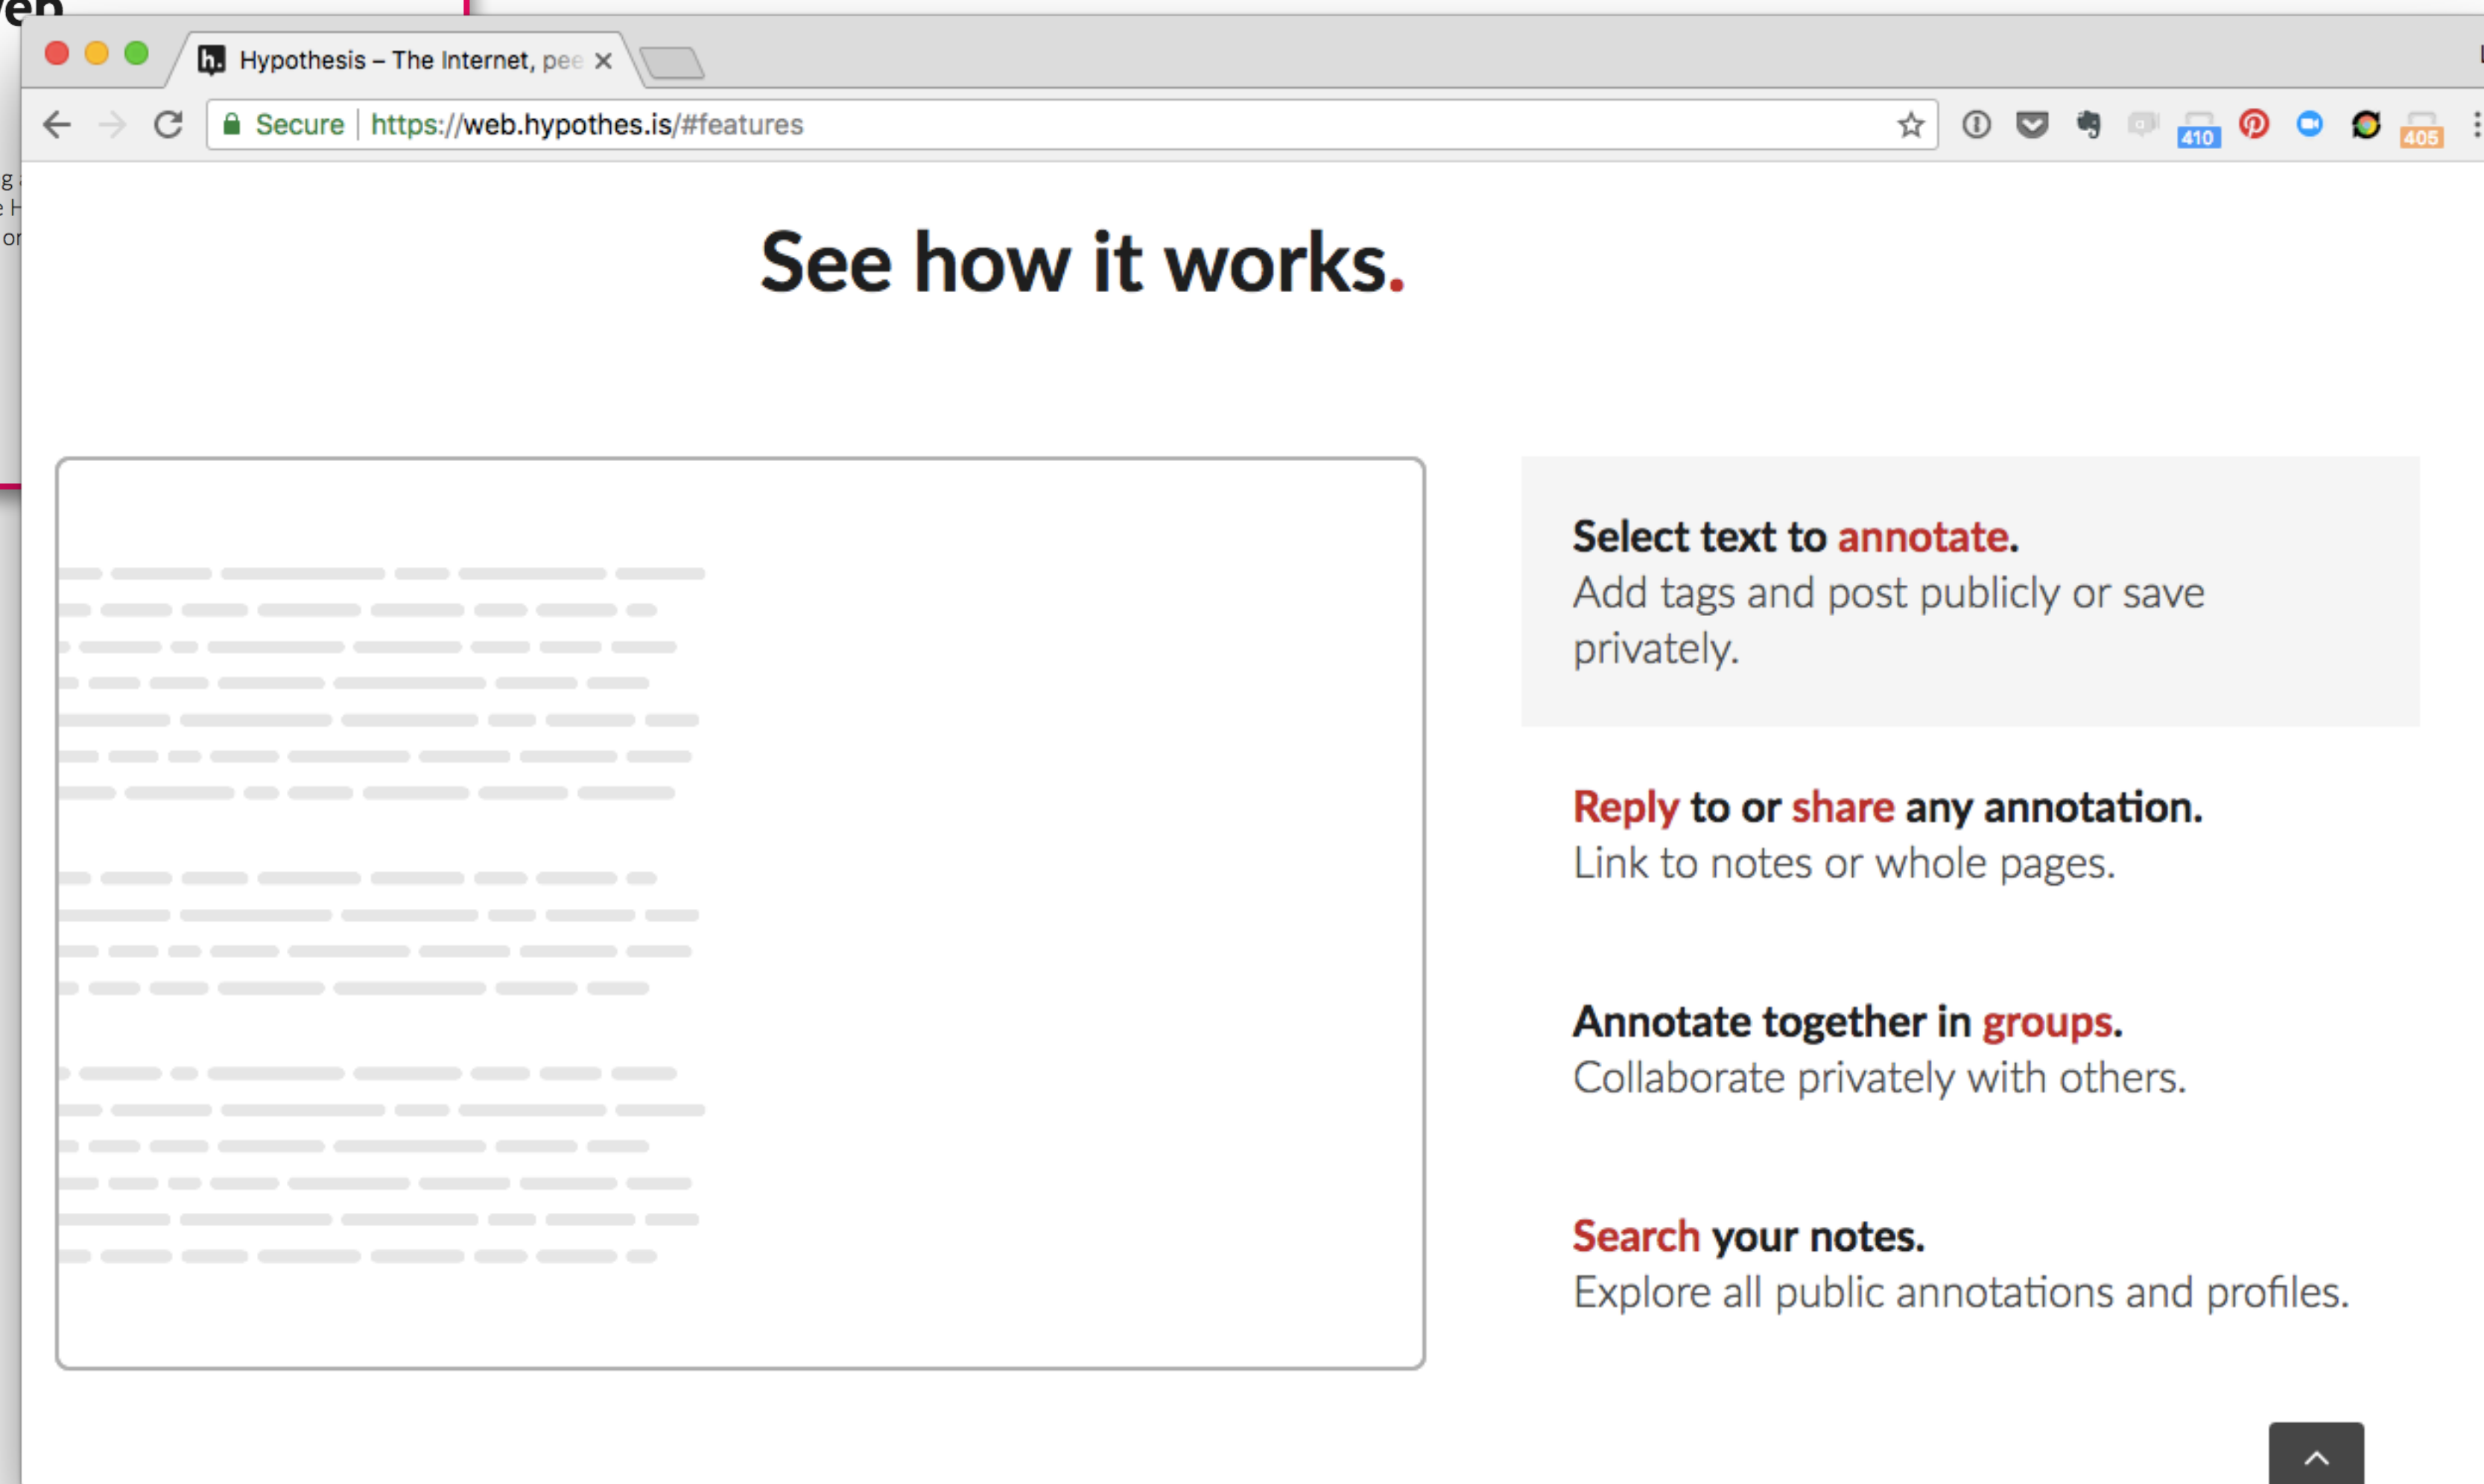 Hypothesis – The Internet, pee
Secure
https://web.hypothes.is/#features
410
405
See how it works.
Select text to annotate.
Add tags and post publicly or save
privately.
Reply to or share any annotation.
Link to notes or whole pages.
Annotate together in groups.
Collaborate privately with others.
Search your notes.
Explore all public annotations and profiles.